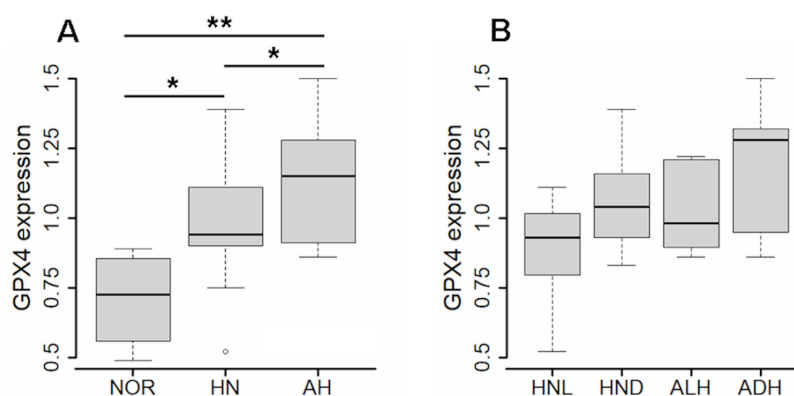 A
**
*
*
GPX4 expression
1.5
1.25
1.0
0.75
0.5
NOR HN AH
B
GPX4 expression
1.5
1.25
1.0
0.75
0.5
HNL HND ALH ADH